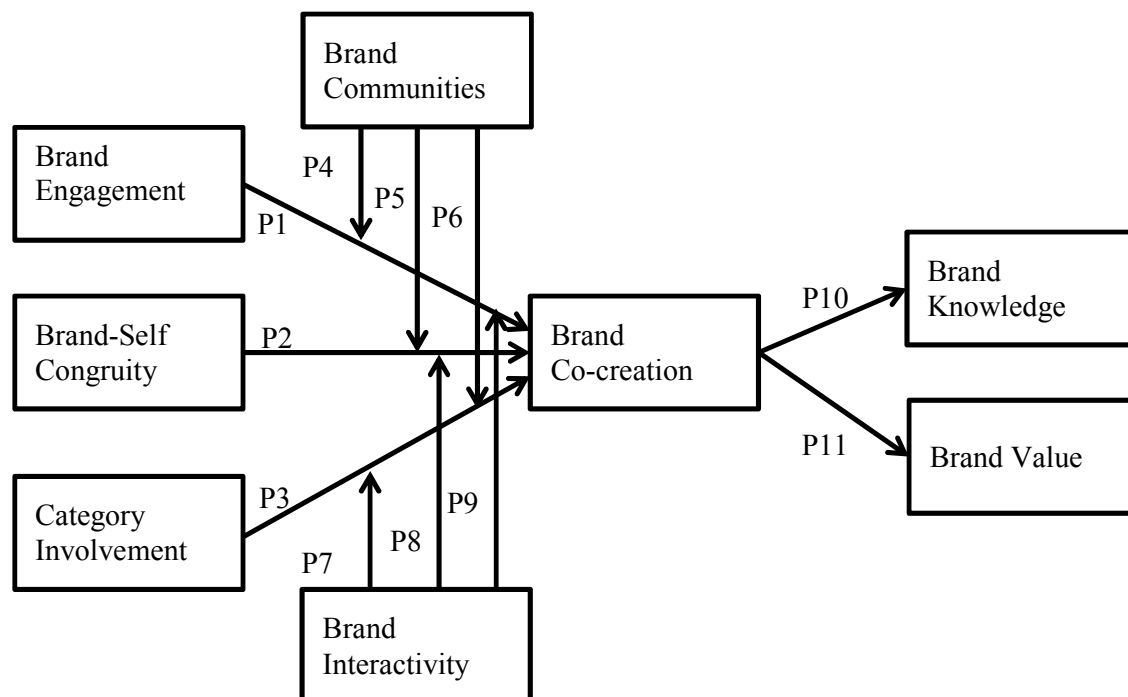 Brand
Communities
Brand
Engagement
P4
P5
P6
P1
Brand-Self
Congruity
P2
Brand
Co-creation
Brand
Knowledge
P10
P11
Brand Value
Category
Involvement
P3
P9
P8
P7
Brand
Interactivity